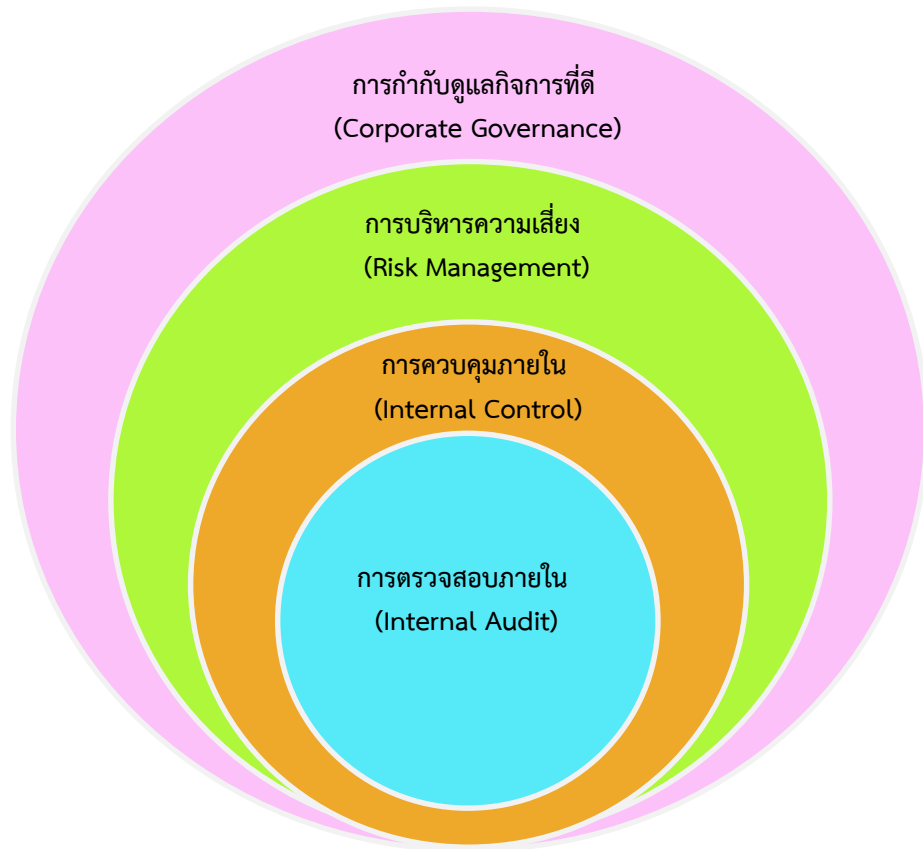 การกำกับดูแลกิจการที่ดี
(Corporate Governance)
การบริหารความเสี่ยง
(Risk Management)
การควบคุมภายใน
(Internal Control)
การตรวจสอบภายใน
(Internal Audit)